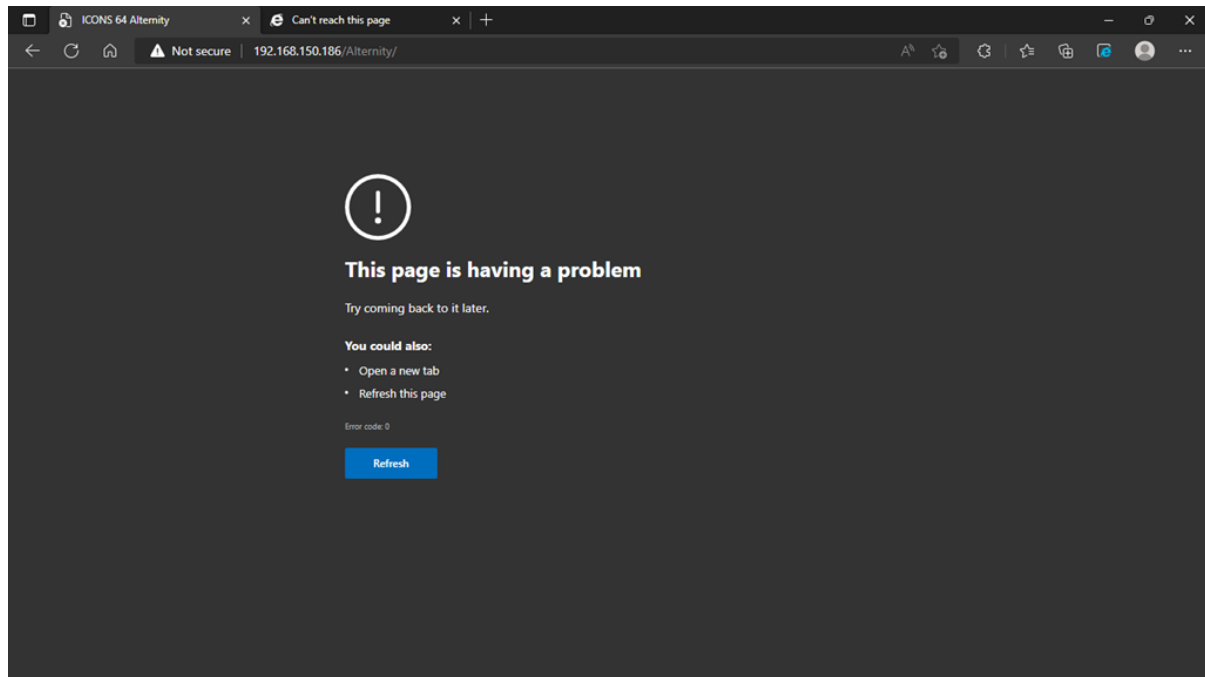 ICONS 64 Alternity
Can't reach this page
Not secure | 192.168.150.186/Alternity/
This page is having a problem
Try coming back to it later.
You could also:
• Open a new tab
• Refresh this page
Error code: 0
Refresh